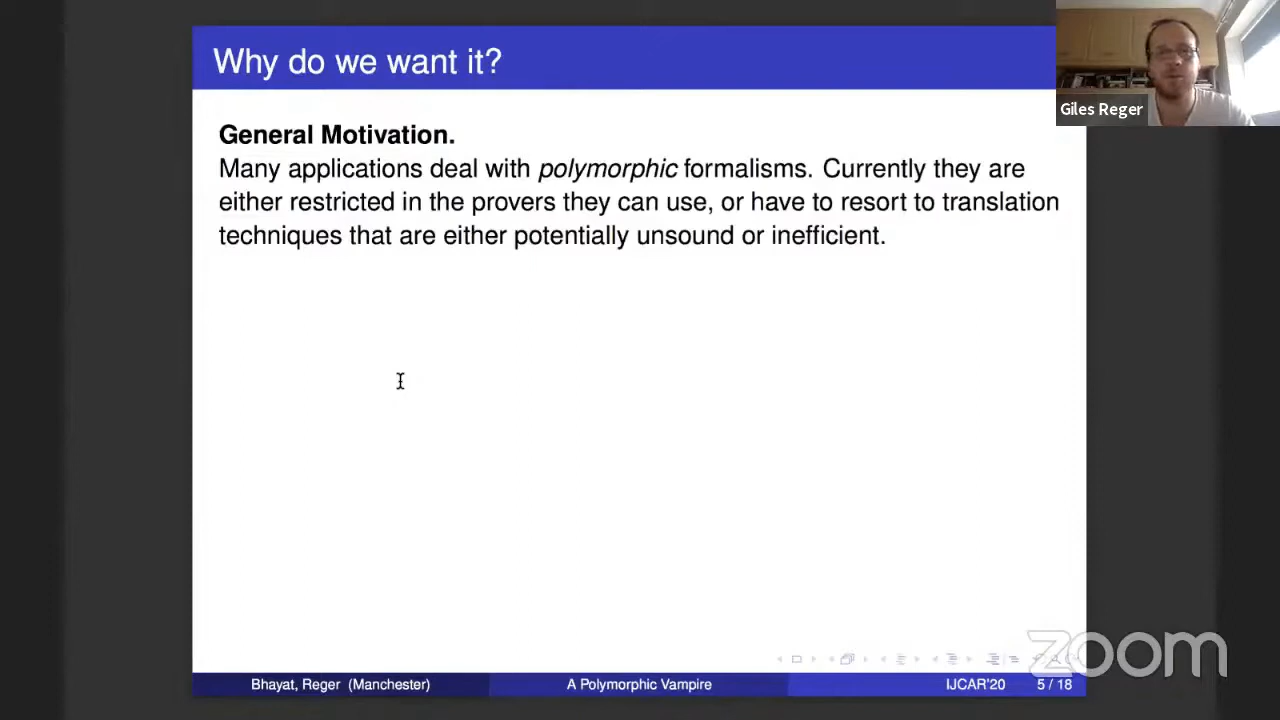 Why do we want it?
Giles Reger
General Motivation.
Many applications deal with polymorphic formalisms. Currently they are
either restricted in the provers they can use, or have to resort to translation
techniques that are either potentially unsound or inefficient.
zoom
Bhayat, Reger (Manchester) A Polymorphic Vampire IJCAR'20 5 / 18